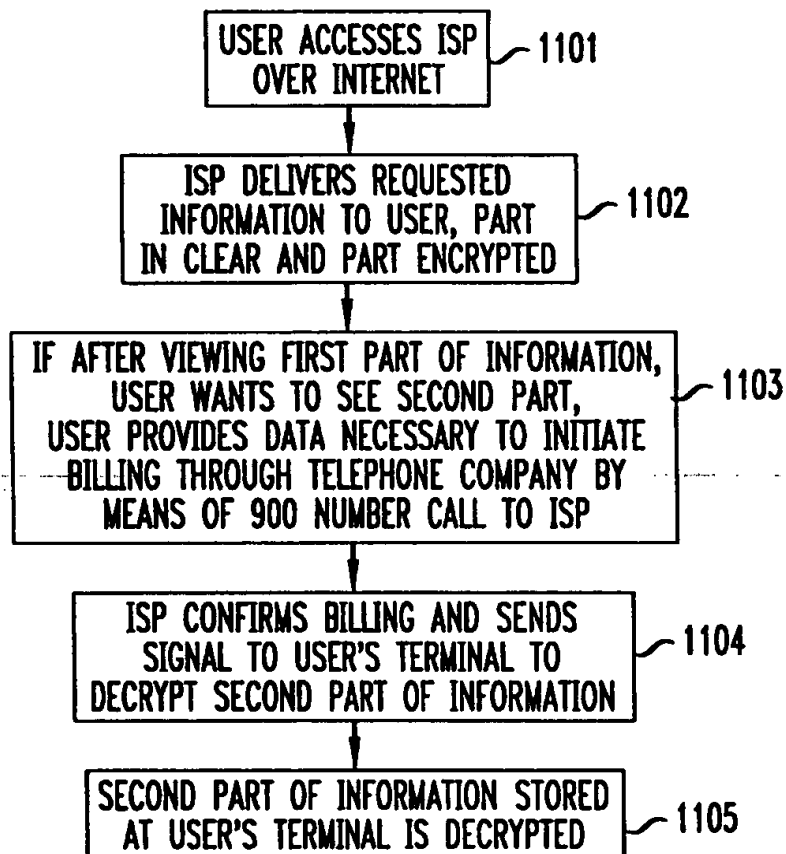 USER ACCESSES ISP
OVER INTERNET
1101
ISP DELIVERS REQUESTED
INFORMATION TO USER, PART
IN CLEAR AND PART ENCRYPTED
1102
IF AFTER VIEWING FIRST PART OF INFORMATION,
USER WANTS TO SEE SECOND PART,
USER PROVIDES DATA NECESSARY TO INITIATE
BILLING THROUGH TELEPHONE COMPANY BY
MEANS OF 900 NUMBER CALL TO ISP
1103
ISP CONFIRMS BILLING AND SENDS
SIGNAL TO USER'S TERMINAL TO
DECRYPT SECOND PART OF INFORMATION
1104
SECOND PART OF INFORMATION STORED
AT USER'S TERMINAL IS DECRYPTED
1105